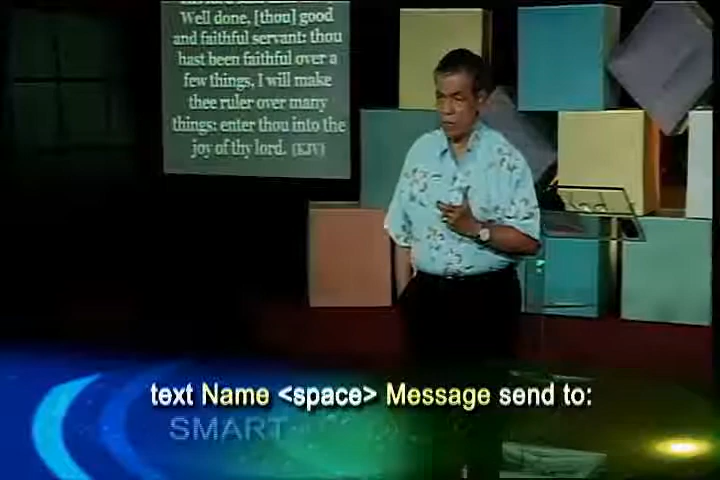 Well done, [thou] good
and faithful servant: thou
hast been faithful over a
few things, I will make
thee ruler over many
things: enter thou into the
joy of thy lord. (KJV)
text Name <space> Message send to:
SMART